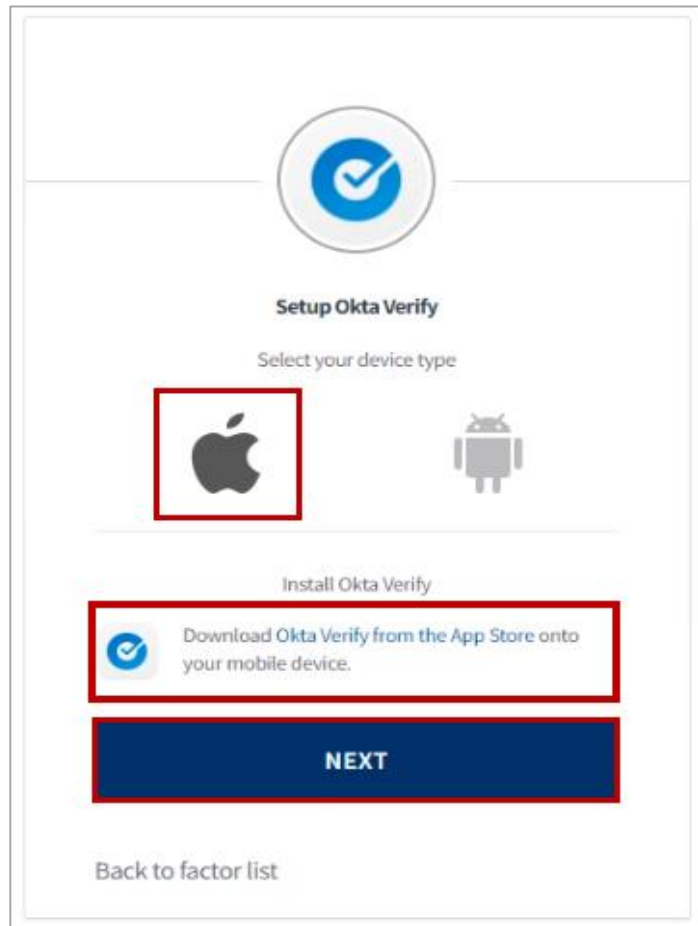 Setup Okta Verify
Select your device type
Install Okta Verify
Download Okta Verify from the App Store onto
your mobile device.
NEXT
Back to factor list